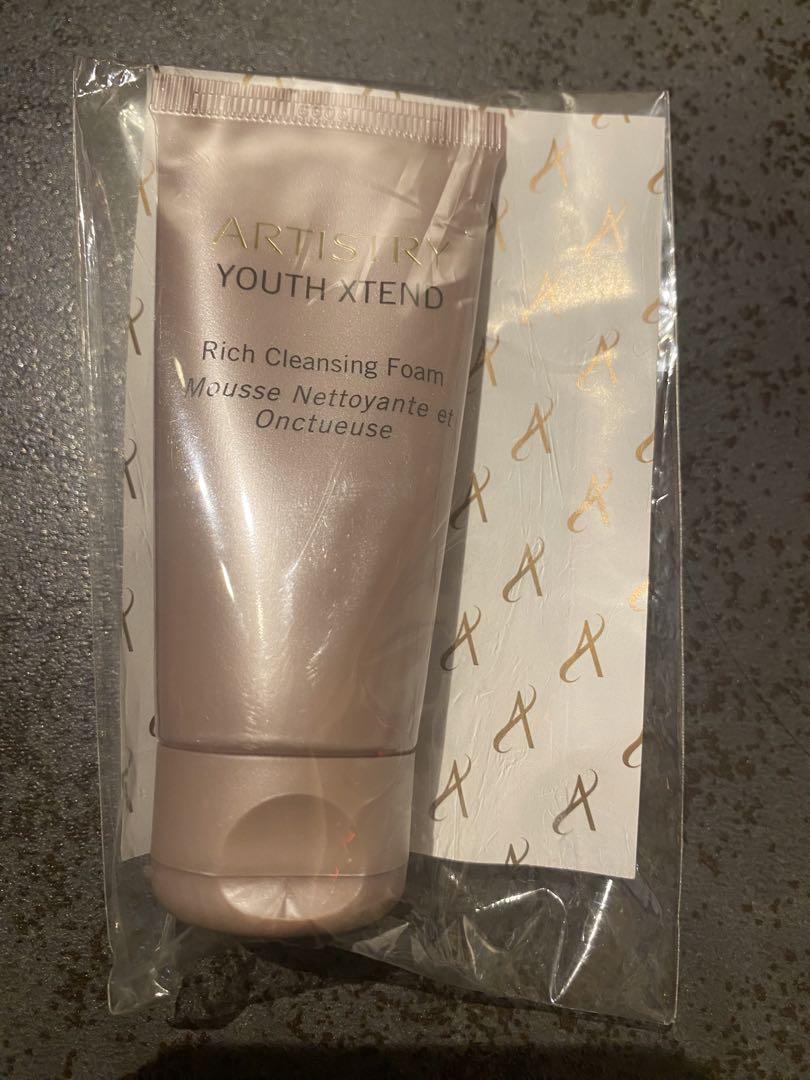 ARTISTRY
YOUTH XTEND
Rich Cleansing Foam
Mousse Nettoyante et
Onctueuse